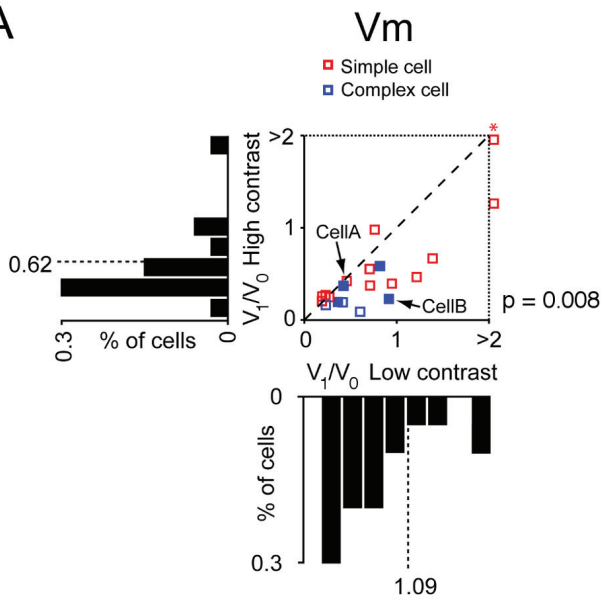 A
Vm
Simple cell
Complex cell
*
>2
1
0
V1/V0 High contrast
CellA
CellB
p = 0.008
0.62
0.3
% of cells
0
0
1
>2
V1/V0 Low contrast
0
% of cells
0.3
1.09